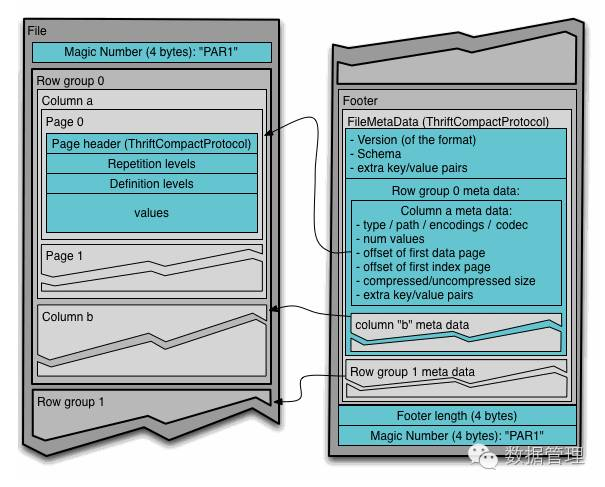 File
Magic Number (4 bytes): "PAR1"
Row group 0
Column a
Page 0
Page header (ThriftCompactProtocol)
Repetition levels
Definition levels
values
Page 1
Column b
Row group 1
Footer
FileMetaData (ThriftCompactProtocol)
- Version (of the format)
- Schema
- extra key/value pairs
Row group 0 meta data:
Column a meta data:
- type / path / encodings / codec
- num values
- offset of first data page
- offset of first index page
- compressed/uncompressed size
- extra key/value pairs
column "b" meta data
Row group 1 meta data
Footer length (4 bytes)
Magic Number (4 bytes): "PAR1"
数据管理